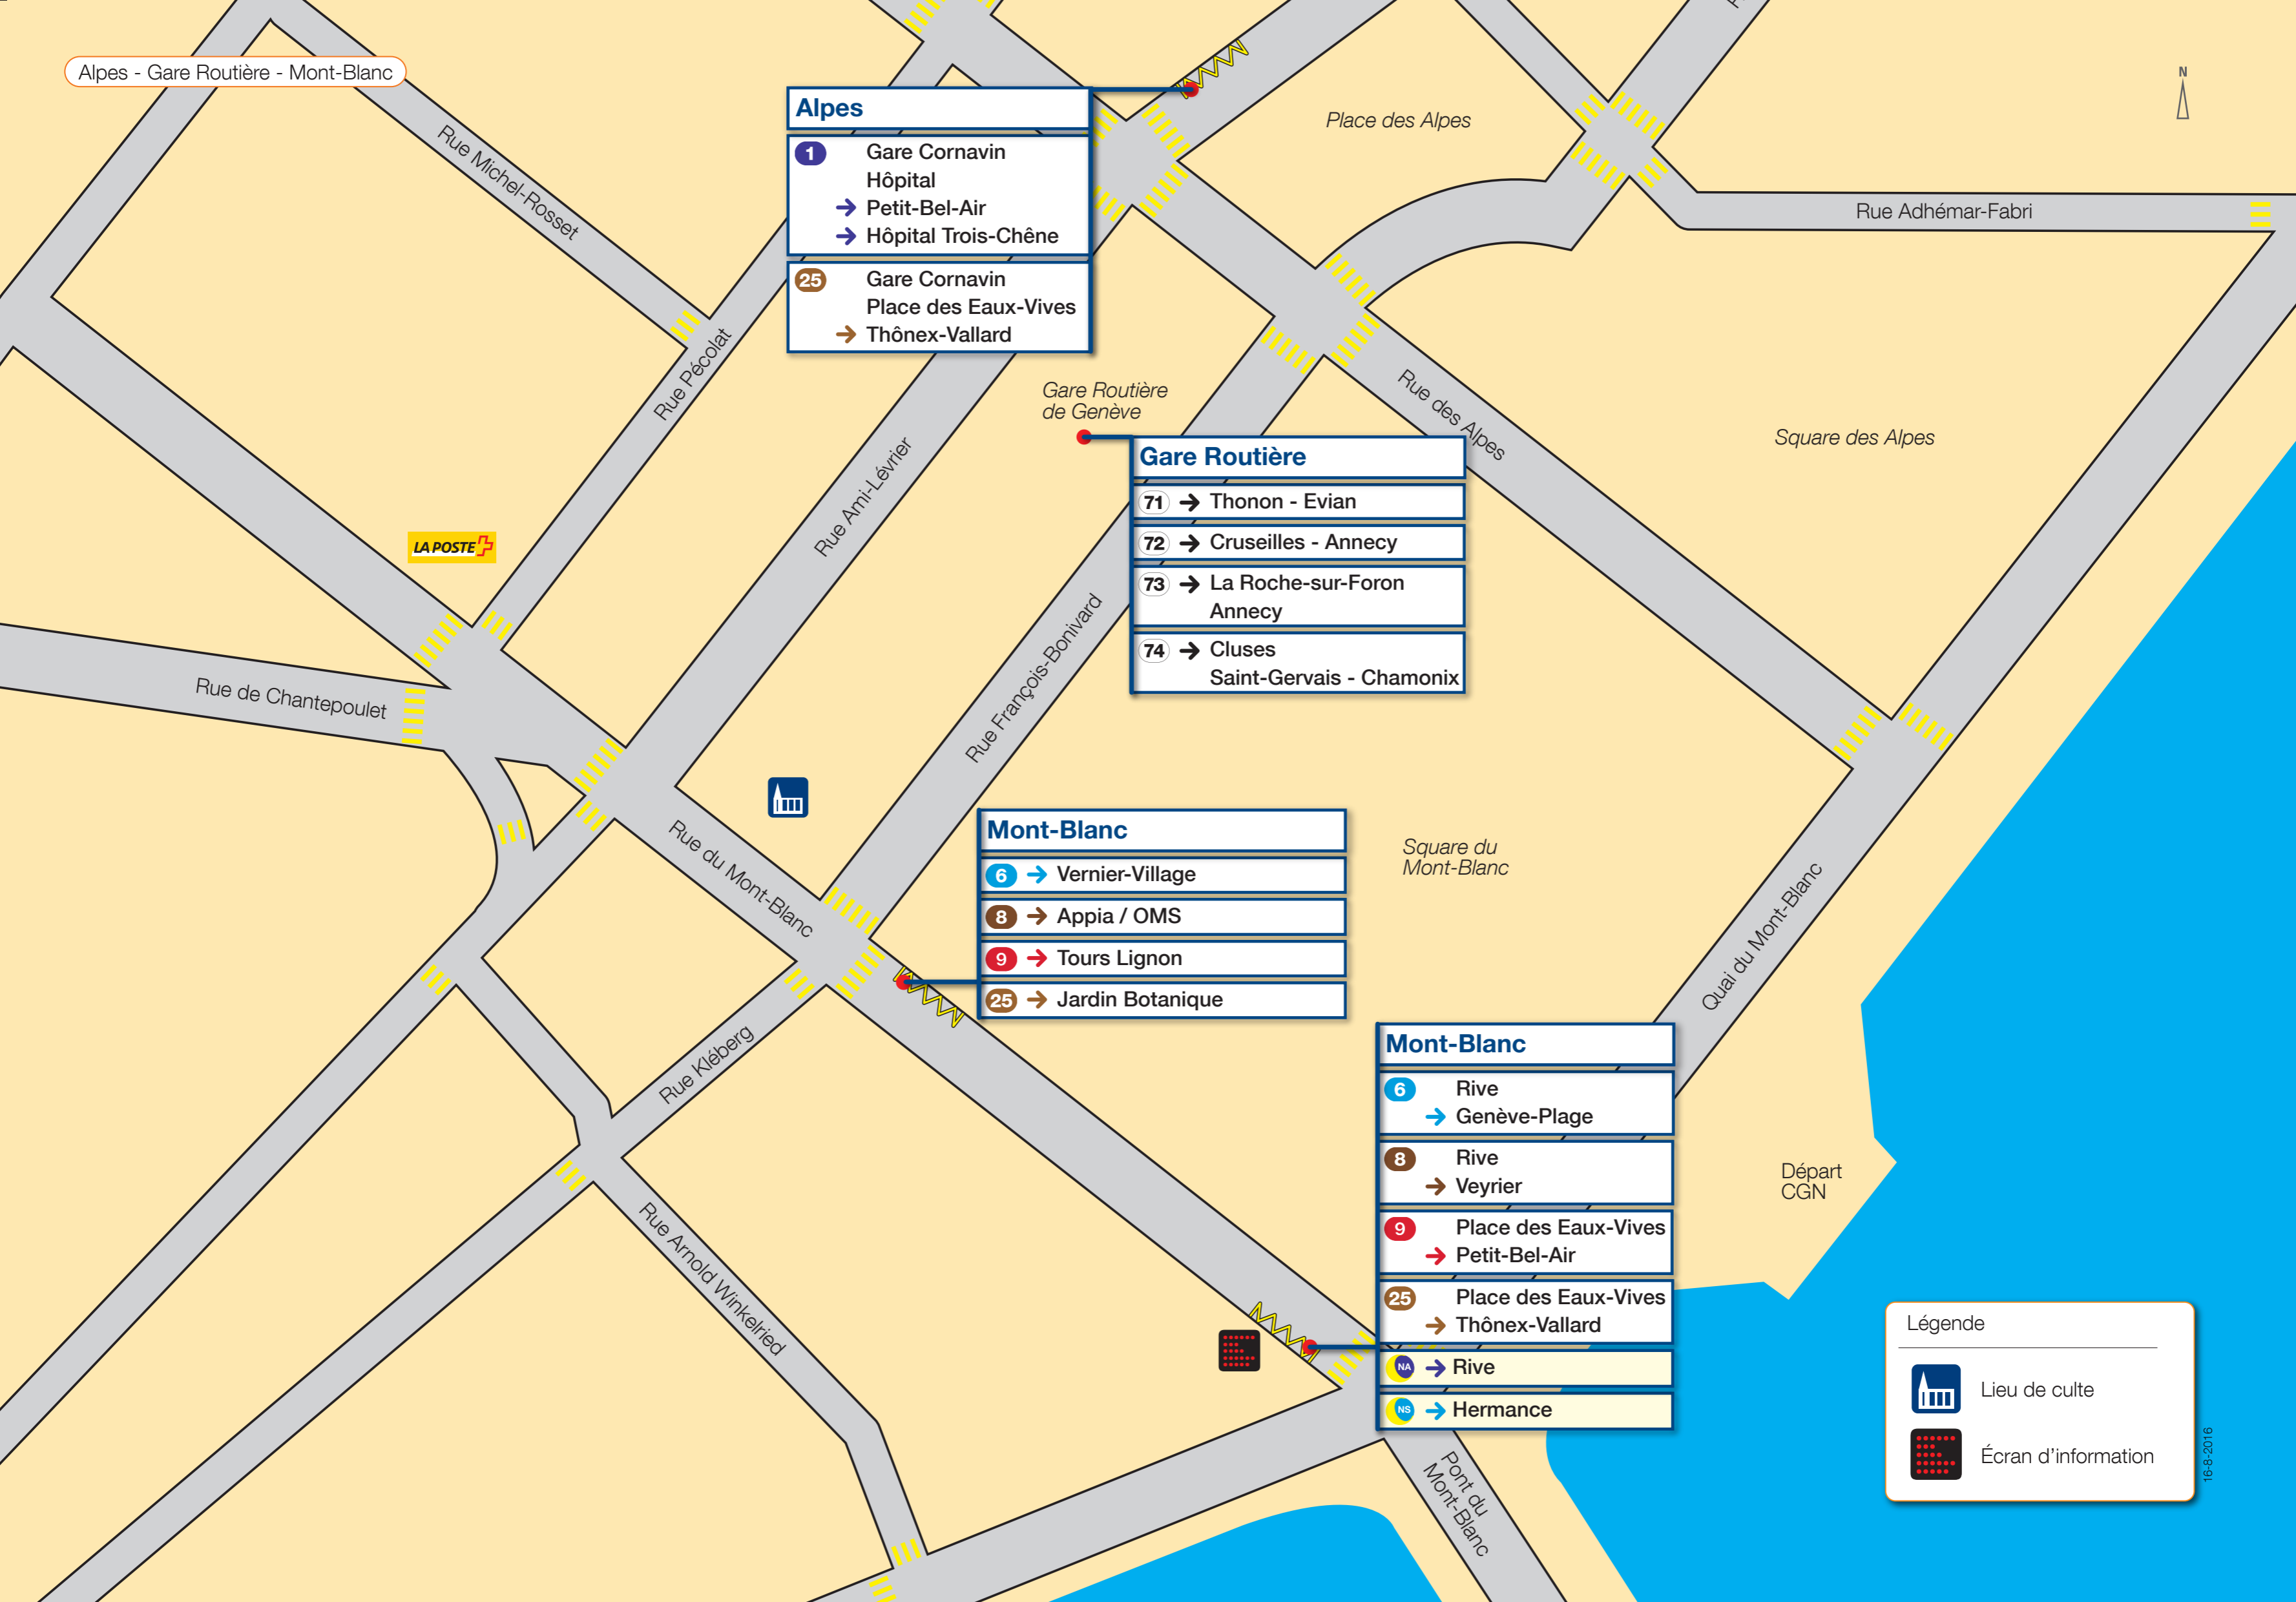 Alpes - Gare Routière - Mont-Blanc
N
Alpes
1 Gare Cornavin
Hôpital
→ Petit-Bel-Air
→ Hôpital Trois-Chêne
25 Gare Cornavin
Place des Eaux-Vives
→ Thônex-Vallard
Place des Alpes
Rue Michel-Rosset
Rue Adhémar-Fabri
Rue Pécolat
Gare Routière
de Genève
Rue des Alpes
Square des Alpes
Rue Ami-Lévrier
Gare Routière
71 → Thonon - Evian
72 → Cruseilles - Annecy
73 → La Roche-sur-Foron
Annecy
74 → Cluses
Saint-Gervais - Chamonix
LA POSTE
Rue de Chantepoulet
Rue François-Bonivard
Rue du Mont-Blanc
Mont-Blanc
6 → Vernier-Village
8 → Appia / OMS
9 → Tours Lignon
25 → Jardin Botanique
Square du
Mont-Blanc
Quai du Mont-Blanc
Rue Kléberg
Mont-Blanc
6 Rive
→ Genève-Plage
8 Rive
→ Veyrier
9 Place des Eaux-Vives
→ Petit-Bel-Air
25 Place des Eaux-Vives
→ Thônex-Vallard
NA → Rive
NS → Hermance
Départ
CGN
Rue Arnold Winkelried
Pont du
Mont-Blanc
Légende
Lieu de culte
Écran d'information
16-8-2016